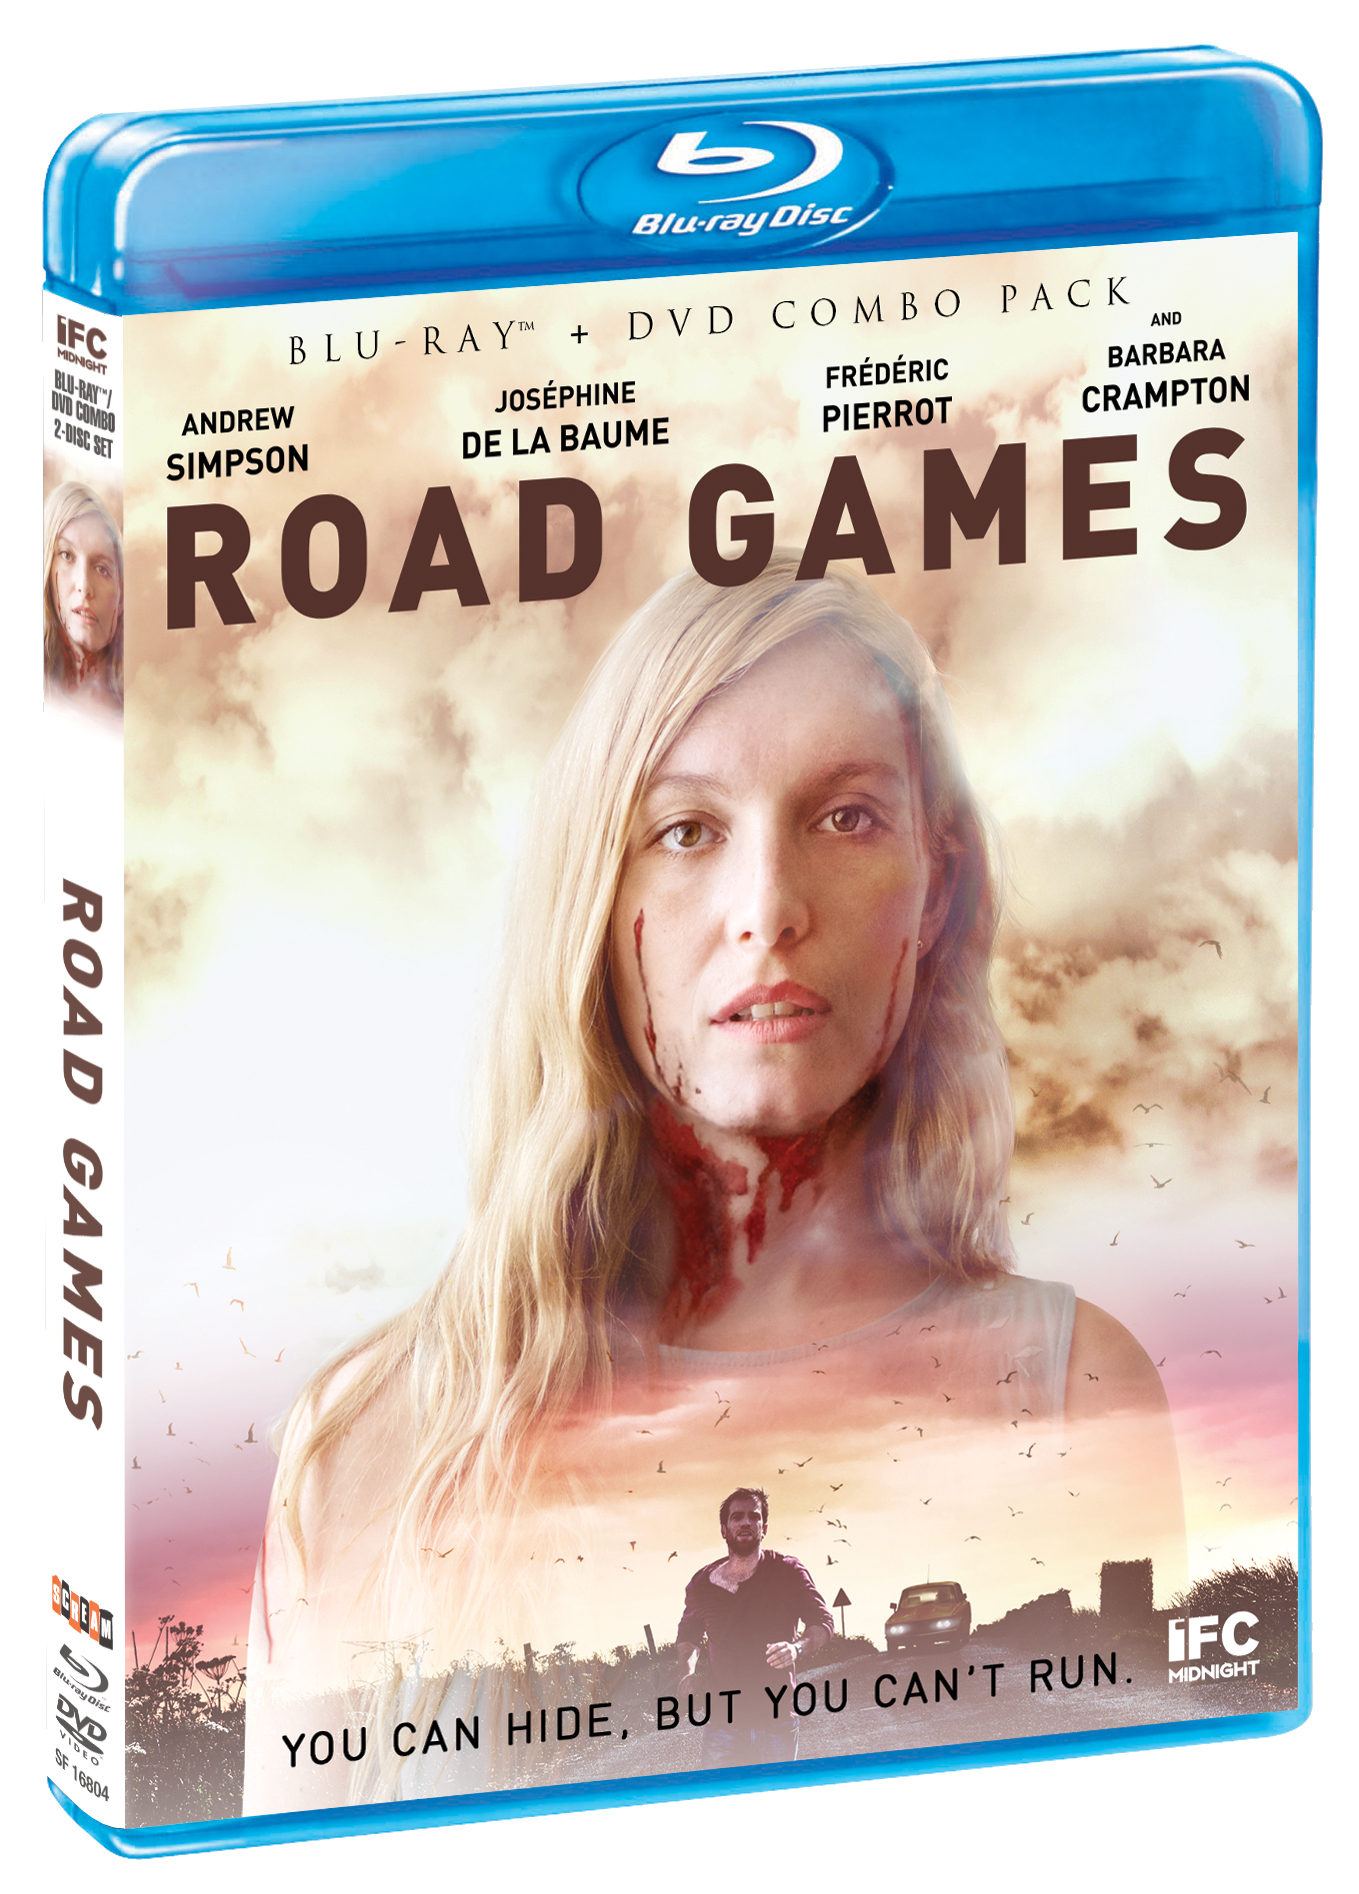 Blu-ray Disc
BLU-RAY™ + DVD COMBO PACK
ANDREW
SIMPSON
JOSÉPHINE
DE LA BAUME
FRÉDÉRIC
PIERROT
AND
BARBARA
CRAMPTON
ROAD GAMES
YOU CAN HIDE, BUT YOU CAN'T RUN.
IFC
MIDNIGHT
IFC
MIDNIGHT
BLU-RAY™/
DVD COMBO
2-DISC SET
ROAD GAMES
SCREAM
Blu-ray Disc
DVD
VIDEO
SF 16804